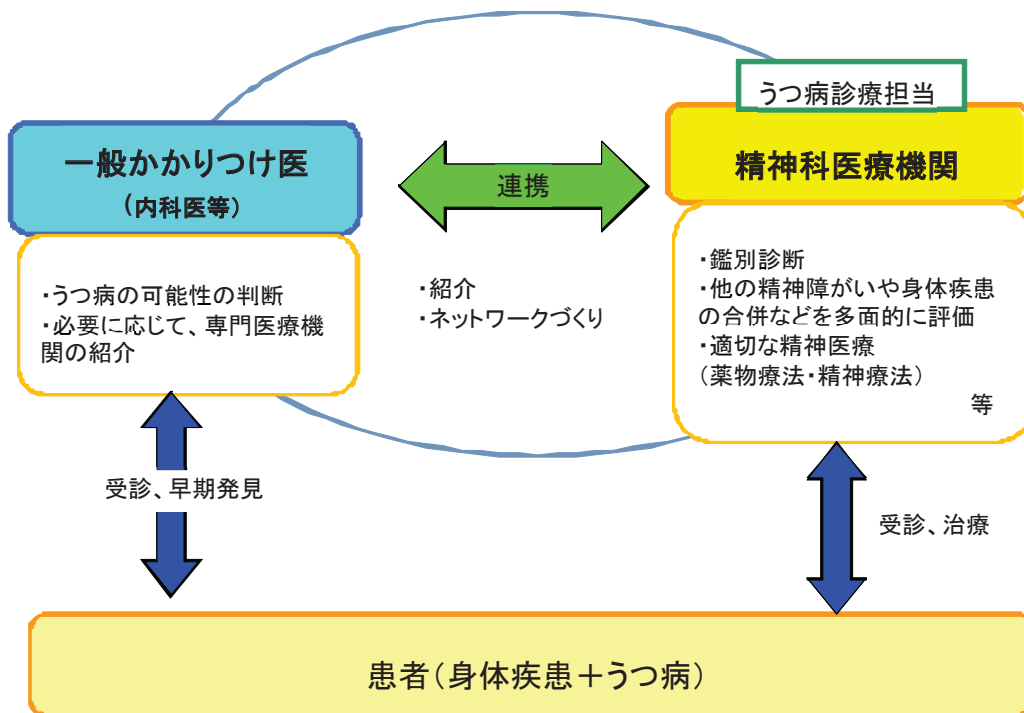 うつ病診療担当
一般かかりつけ医
(内科医等)
連携
精神科医療機関
・うつ病の可能性の判断
・必要に応じて、専門医療機
関の紹介
・紹介
・ネットワークづくり
・鑑別診断
・他の精神障がいや身体疾患
の合併などを多面的に評価
・適切な精神医療
(薬物療法・精神療法)
等
受診、早期発見
受診、治療
患者(身体疾患＋うつ病)